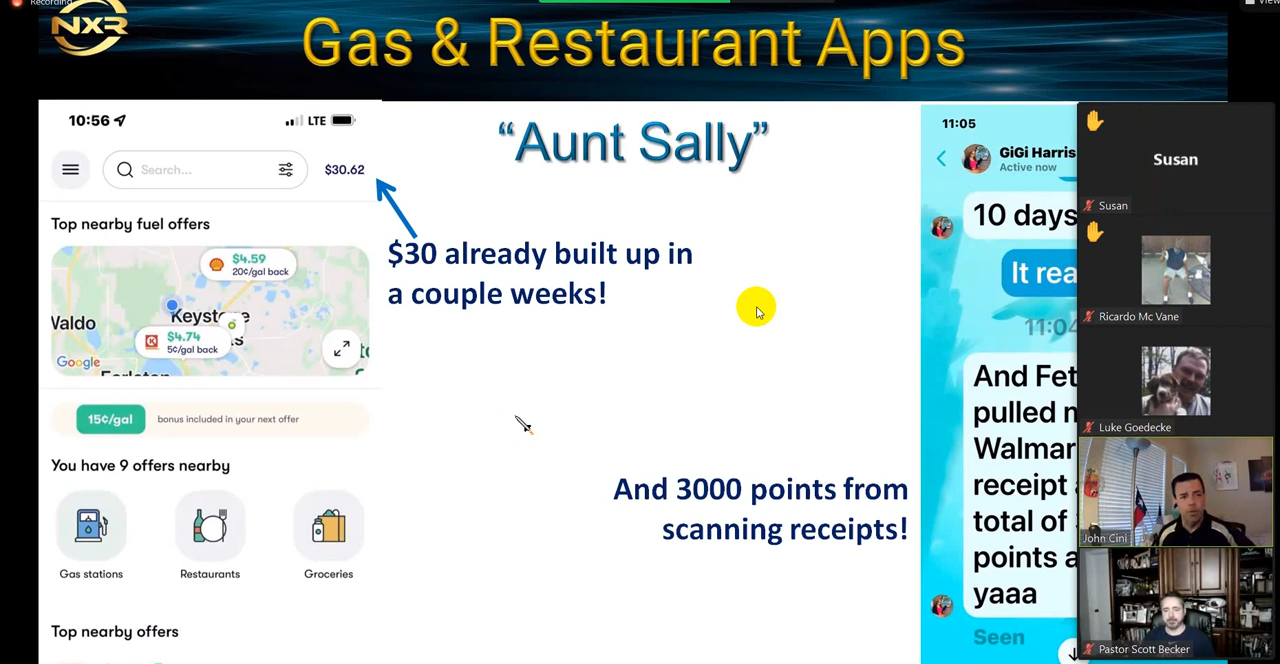 Recording
View
NXR
Gas & Restaurant Apps
10:56
LTE
Search...
$30.62
Top nearby fuel offers
$4.59
20¢/gal back
Waldo
Keystone
$4.74
5¢/gal back
Google
15¢/gal
bonus included in your next offer
You have 9 offers nearby
Gas stations
Restaurants
Groceries
Top nearby offers
“Aunt Sally”
$30 already built up in
a couple weeks!
And 3000 points from
scanning receipts!
11:05
GiGi Harris
Active now
10 days
It rea
11:04
And Fet
pulled
Walmar
receipt
total of
points a
yaaa
Seen
Susan
Susan
Ricardo Mc Vane
Luke Goedecke
John Cini
Pastor Scott Becker